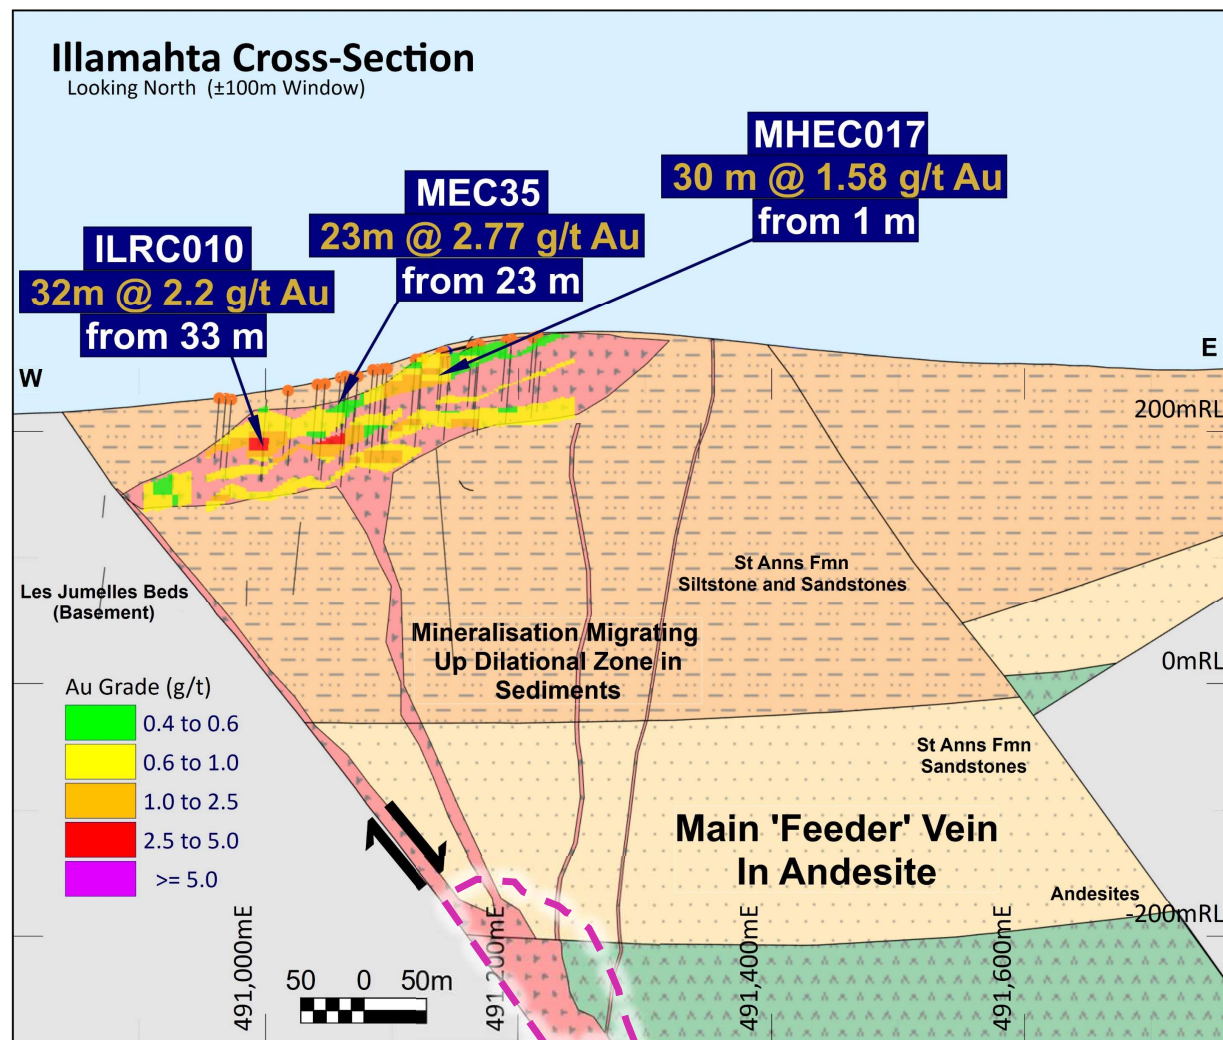 Illamahta Cross-Section
Looking North  (±100m Window)
MHEC017
30 m @ 1.58 g/t Au
from 1 m
MEC35
23m @ 2.77 g/t Au
from 23 m
ILRC010
32m @ 2.2 g/t Au
from 33 m
W
E
200mRL
St Anns Fmn
Siltstone and Sandstones
Les Jumelles Beds
(Basement)
Mineralisation Migrating
Up Dilational Zone in
Sediments
0mRL
Au Grade (g/t)
0.4 to 0.6
0.6 to 1.0
1.0 to 2.5
2.5 to 5.0
>= 5.0
St Anns Fmn
Sandstones
Main 'Feeder' Vein
In Andesite
Andesites
-200mRL
50 0 50m
491,000mE
491,200mE
491,400mE
491,600mE